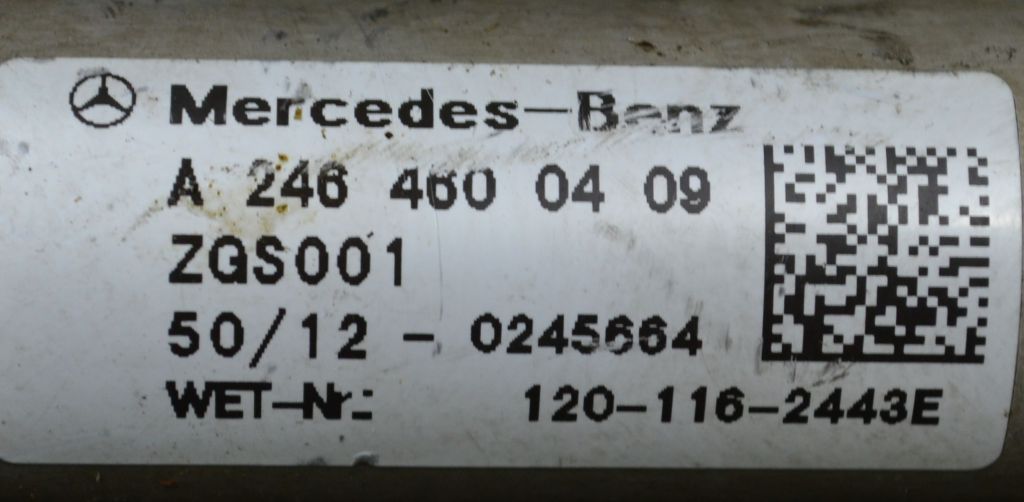 Mercedes-Benz
A 246 460 04 09
ZGS001
50/12 - 0245664
WET-Nr.:
120-116-2443E